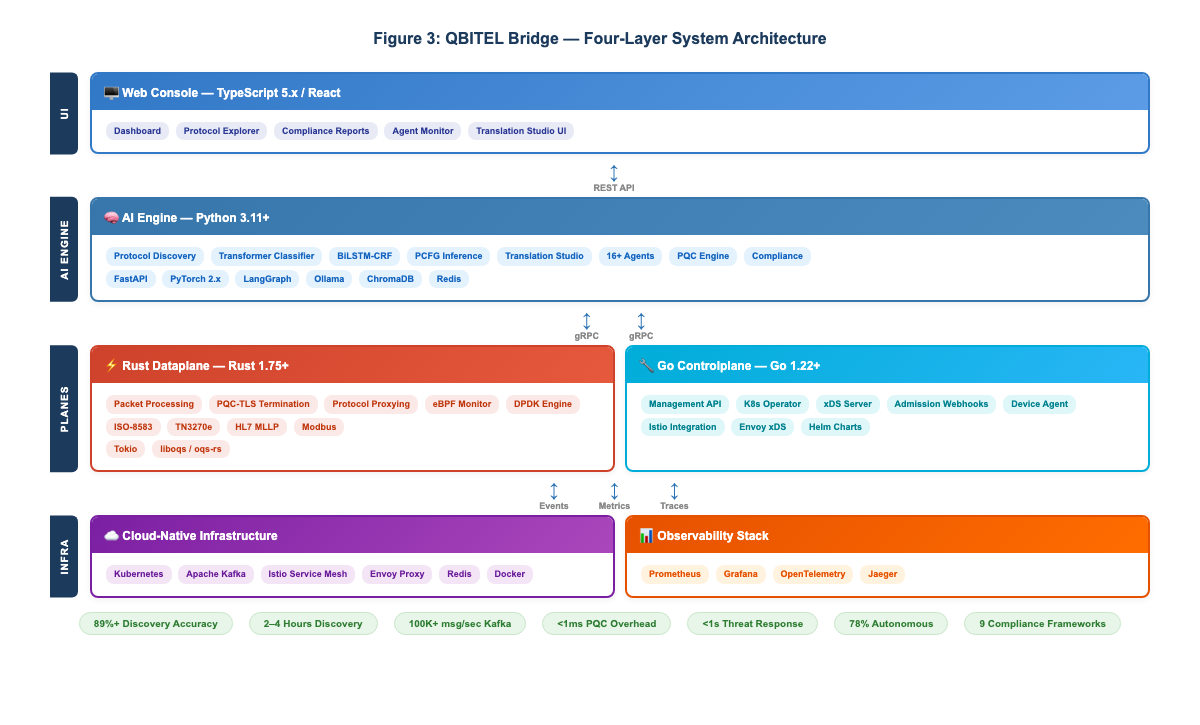 Figure 3: QBITEL Bridge — Four-Layer System Architecture
UI
Web Console — TypeScript 5.x / React
Dashboard Protocol Explorer Compliance Reports Agent Monitor Translation Studio UI
REST API
AI ENGINE
AI Engine — Python 3.11+
Protocol Discovery Transformer Classifier BiLSTM-CRF PCFG Inference Translation Studio 16+ Agents PQC Engine Compliance
FastAPI PyTorch 2.x LangGraph Ollama ChromaDB Redis
gRPC gRPC
PLANES
Rust Dataplane — Rust 1.75+
Packet Processing PQC-TLS Termination Protocol Proxying eBPF Monitor DPDK Engine
ISO-8583 TN3270e HL7 MLLP Modbus
Tokio liboqs / oqs-rs
Go Controlplane — Go 1.22+
Management API K8s Operator xDS Server Admission Webhooks Device Agent
Istio Integration Envoy xDS Helm Charts
Events Metrics Traces
INFRA
Cloud-Native Infrastructure
Kubernetes Apache Kafka Istio Service Mesh Envoy Proxy Redis Docker
Observability Stack
Prometheus Grafana OpenTelemetry Jaeger
89%+ Discovery Accuracy 2–4 Hours Discovery 100K+ msg/sec Kafka <1ms PQC Overhead <1s Threat Response 78% Autonomous 9 Compliance Frameworks